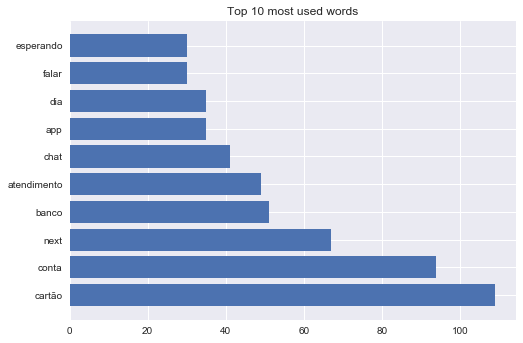 Top 10 most used words
esperando
falar
dia
app
chat
atendimento
banco
next
conta
cartão
0 20 40 60 80 100